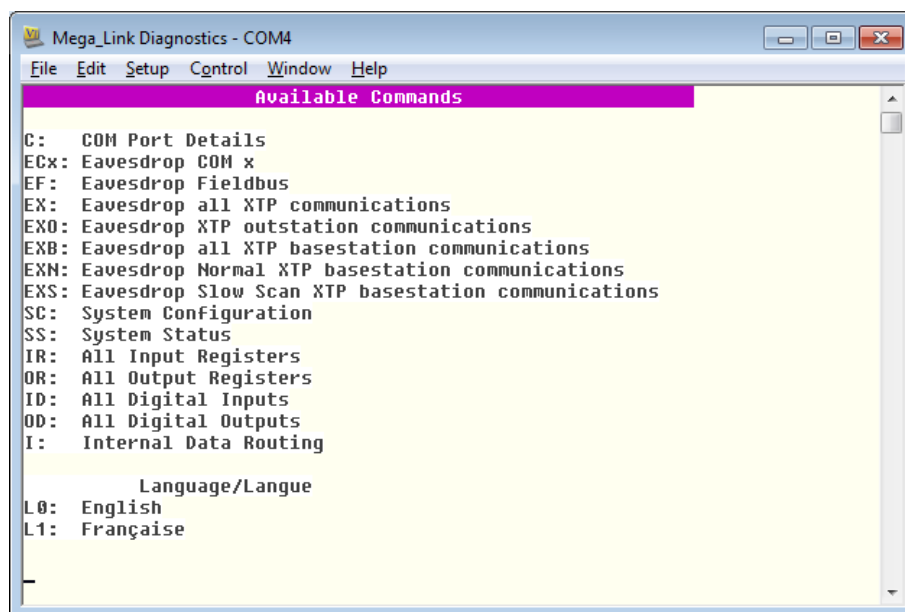 Mega_Link Diagnostics - COM4
File Edit Setup Control Window Help
Available Commands
C: COM Port Details
ECx: Eavesdrop COM x
EF: Eavesdrop Fieldbus
EX: Eavesdrop all XTP communications
EXO: Eavesdrop XTP outstation communications
EXB: Eavesdrop all XTP basestation communications
EXN: Eavesdrop Normal XTP basestation communications
EXS: Eavesdrop Slow Scan XTP basestation communications
SC: System Configuration
SS: System Status
IR: All Input Registers
OR: All Output Registers
ID: All Digital Inputs
OD: All Digital Outputs
I: Internal Data Routing
Language/Langue
L0: English
L1: Française